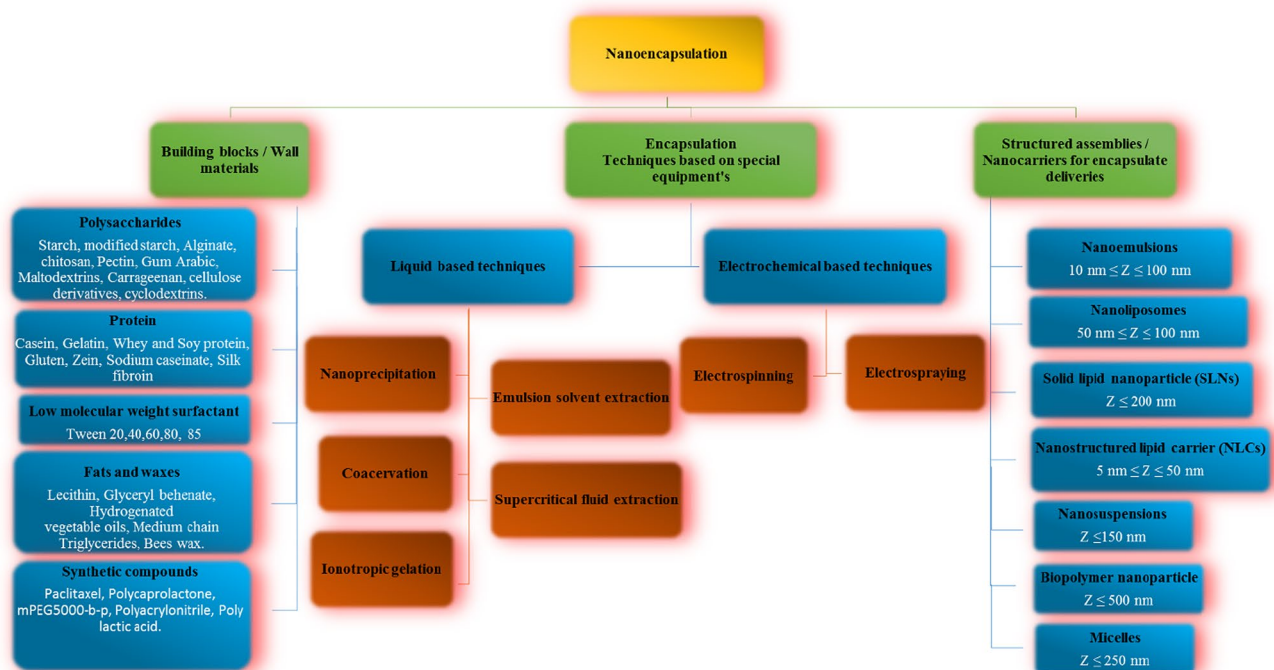 Nanoencapsulation
Building blocks / Wall
materials
Encapsulation
Techniques based on special
equipment's
Structured assemblies /
Nanocarriers for encapsulate
deliveries
Polysaccharides
Starch, modified starch, Alginate,
chitosan, Pectin, Gum Arabic,
Maltodextrins, Carrageenan, cellulose
derivatives, cyclodextrins.
Protein
Casein, Gelatin, Whey and Soy protein,
Gluten, Zein, Sodium caseinate, Silk
fibroin
Low molecular weight surfactant
Tween 20,40,60,80, 85
Fats and waxes
Lecithin, Glyceryl behenate,
Hydrogenated
vegetable oils, Medium chain
Triglycerides, Bees wax.
Synthetic compounds
Paclitaxel, Polycaprolactone,
mPEG5000-b-p, Polyacrylonitrile, Poly
lactic acid.
Liquid based techniques
Electrochemical based techniques
Nanoprecipitation
Emulsion solvent extraction
Coacervation
Supercritical fluid extraction
Ionotropic gelation
Electrospinning
Electrospraying
Nanoemulsions
10 nm ≤ Z ≤ 100 nm
Nanoliposomes
50 nm ≤ Z ≤ 100 nm
Solid lipid nanoparticle (SLNs)
Z ≤ 200 nm
Nanostructured lipid carrier (NLCs)
5 nm ≤ Z ≤ 50 nm
Nanosuspensions
Z ≤150 nm
Biopolymer nanoparticle
Z ≤ 500 nm
Micelles
Z ≤ 250 nm